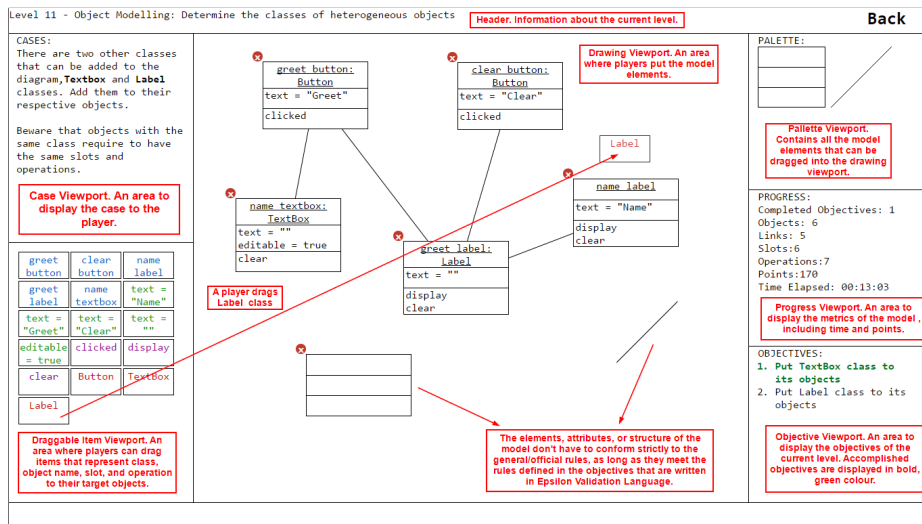 Level 11 - Object Modelling: Determine the classes of heterogeneous objects
Header. Information about the current level.
Back
CASES:
There are two other classes
that can be added to the
diagram,Textbox and Label
classes. Add them to their
respective objects.
Beware that objects with the
same class require to have
the same slots and
operations.
Case Viewport. An area to
display the case to the
player.
greet
button
clear
button
name
label
greet
label
name
textbox
text =
"Name"
text =
"Greet"
text =
"Clear"
text =
""
editable
= true
clicked
display
clear
Button
TextBox
Label
Draggable Item Viewport. An
area where players can drag
items that represent class,
object name, slot, and operation
to their target objects.
greet button:
Button
text = "Greet"
clicked
clear button:
Button
text = "Clear"
clicked
Drawing Viewport. An area
where players put the model
elements.
Label
name textbox:
TextBox
text = ""
editable = true
clear
name label
text = "Name"
display
clear
greet label:
Label
text = ""
display
clear
A player drags
Label class
The elements, attributes, or structure of the
model don't have to conform strictly to the
general/official rules, as long as they meet the
rules defined in the objectives that are written
in Epsilon Validation Language.
PALETTE:
Pallette Viewport.
Contains all the model
elements that can be
dragged into the drawing
viewport.
PROGRESS:
Completed Objectives: 1
Objects: 6
Links: 5
Slots:6
Operations:7
Points:170
Time Elapsed: 00:13:03
Progress Viewport. An area to
display the metrics of the model ,
including time and points.
OBJECTIVES:
1. Put TextBox class to
its objects
2. Put Label class to its
objects
Objective Viewport. An area to
display the objectives of the
current level. Accomplished
objectives are displayed in bold,
green colour.
x
x
x
x
x
x